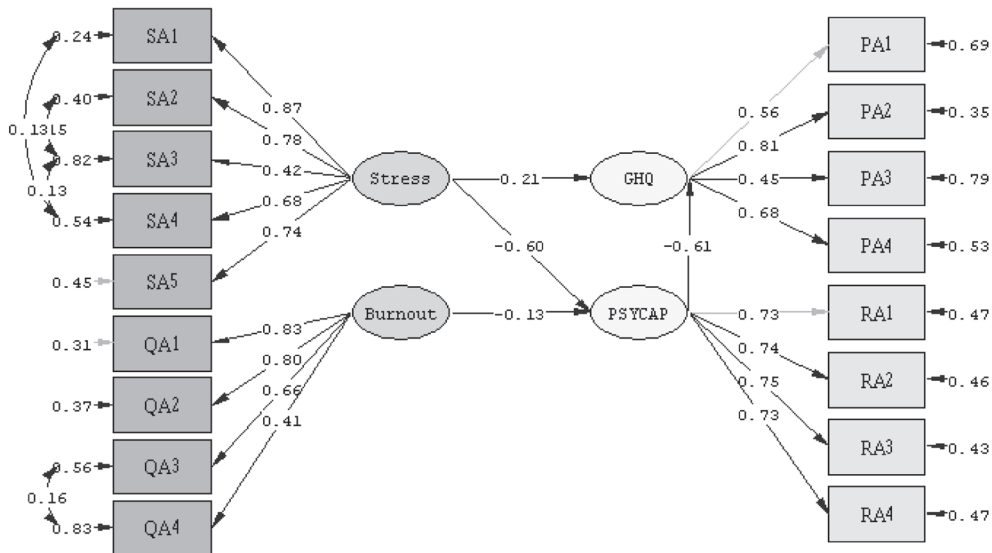 0.24
SA1
0.40
SA2
0.1315
0.82
SA3
0.13
0.54
SA4
0.45
SA5
0.31
QA1
0.37
QA2
0.56
QA3
0.16
0.83
QA4
0.87
0.78
0.42
0.68
0.74
Stress
0.83
0.80
0.66
0.41
Burnout
0.21
-0.60
-0.13
GHQ
-0.61
PSYCAP
0.56
0.81
0.45
0.68
0.73
0.74
0.75
0.73
PA1
0.69
PA2
0.35
PA3
0.79
PA4
0.53
RA1
0.47
RA2
0.46
RA3
0.43
RA4
0.47